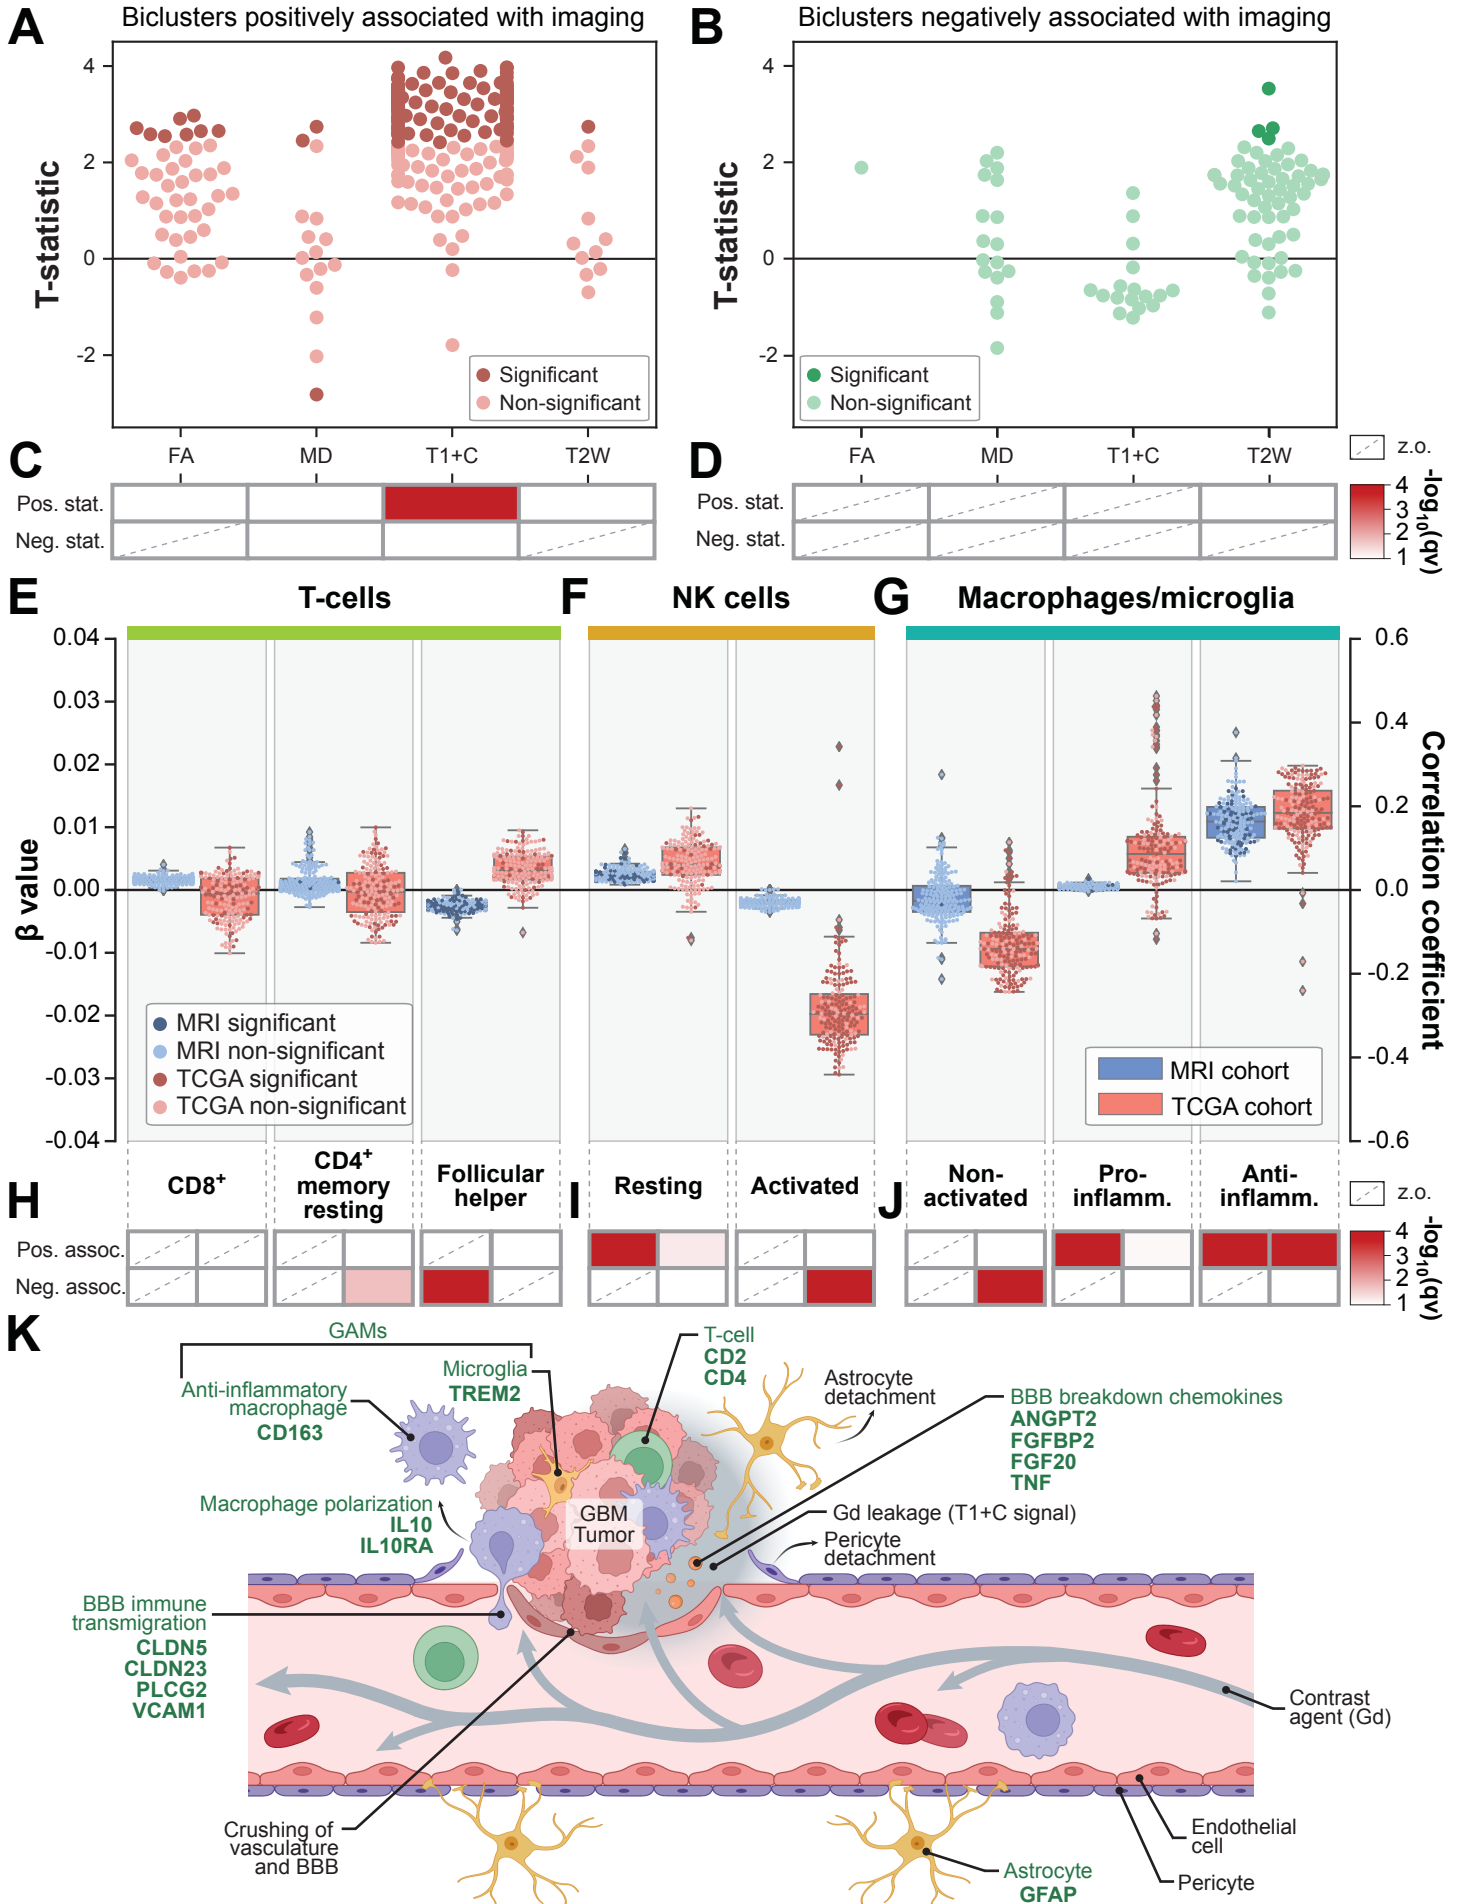 A
Biclusters positively associated with imaging
T-statistic
4
2
0
-2
Significant
Non-significant
B
Biclusters negatively associated with imaging
T-statistic
4
2
0
-2
Significant
Non-significant
C
FA
MD
T1+C
T2W
Pos. stat.
Neg. stat.
D
FA
MD
T1+C
T2W
Pos. stat.
Neg. stat.
z.o.
4
3
2
1
-log10(qv)
E
T-cells
F
NK cells
G
Macrophages/microglia
β value
0.04
0.03
0.02
0.01
0.00
-0.01
-0.02
-0.03
-0.04
MRI significant
MRI non-significant
TCGA significant
TCGA non-significant
MRI cohort
TCGA cohort
0.6
0.4
0.2
0.0
-0.2
-0.4
-0.6
Correlation coefficient
CD8+
CD4+
memory
resting
Follicular
helper
Resting
Activated
Non-
activated
Pro-
inflamm.
Anti-
inflamm.
H
I
J
Pos. assoc.
Neg. assoc.
z.o.
4
3
2
1
-log10(qv)
K
GAMs
Anti-inflammatory
macrophage
CD163
Microglia
TREM2
T-cell
CD2
CD4
Astrocyte
detachment
BBB breakdown chemokines
ANGPT2
FGFBP2
FGF20
TNF
Macrophage polarization
IL10
IL10RA
GBM
Tumor
Gd leakage (T1+C signal)
Pericyte
detachment
BBB immune
transmigration
CLDN5
CLDN23
PLCG2
VCAM1
Contrast
agent (Gd)
Crushing of
vasculature
and BBB
Endothelial
cell
Astrocyte
GFAP
Pericyte